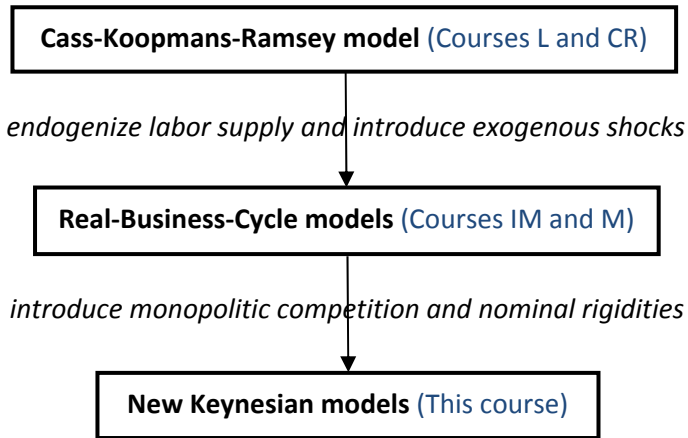 Cass-Koopmans-Ramsey model (Courses L and CR)
endogenize labor supply and introduce exogenous shocks
Real-Business-Cycle models (Courses IM and M)
introduce monopolitic competition and nominal rigidities
New Keynesian models (This course)